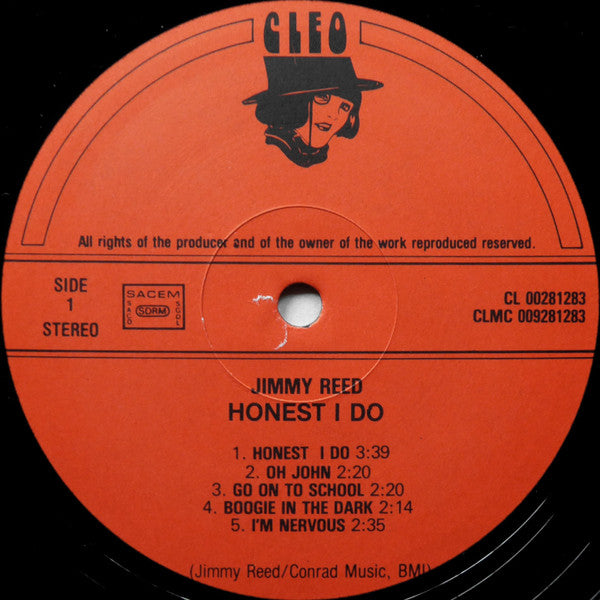 CLEO
All rights of the producer and of the owner of the work reproduced reserved.
SIDE
1
STEREO
SACEM
SACD
SDRM
SGDL
CL 00281283
CLMC 009281283
JIMMY REED
HONEST I DO
1. HONEST I DO 3:39
2. OH JOHN 2:20
3. GO ON TO SCHOOL 2:20
4. BOOGIE IN THE DARK 2:14
5. I'M NERVOUS 2:35
(Jimmy Reed/Conrad Music, BMI)